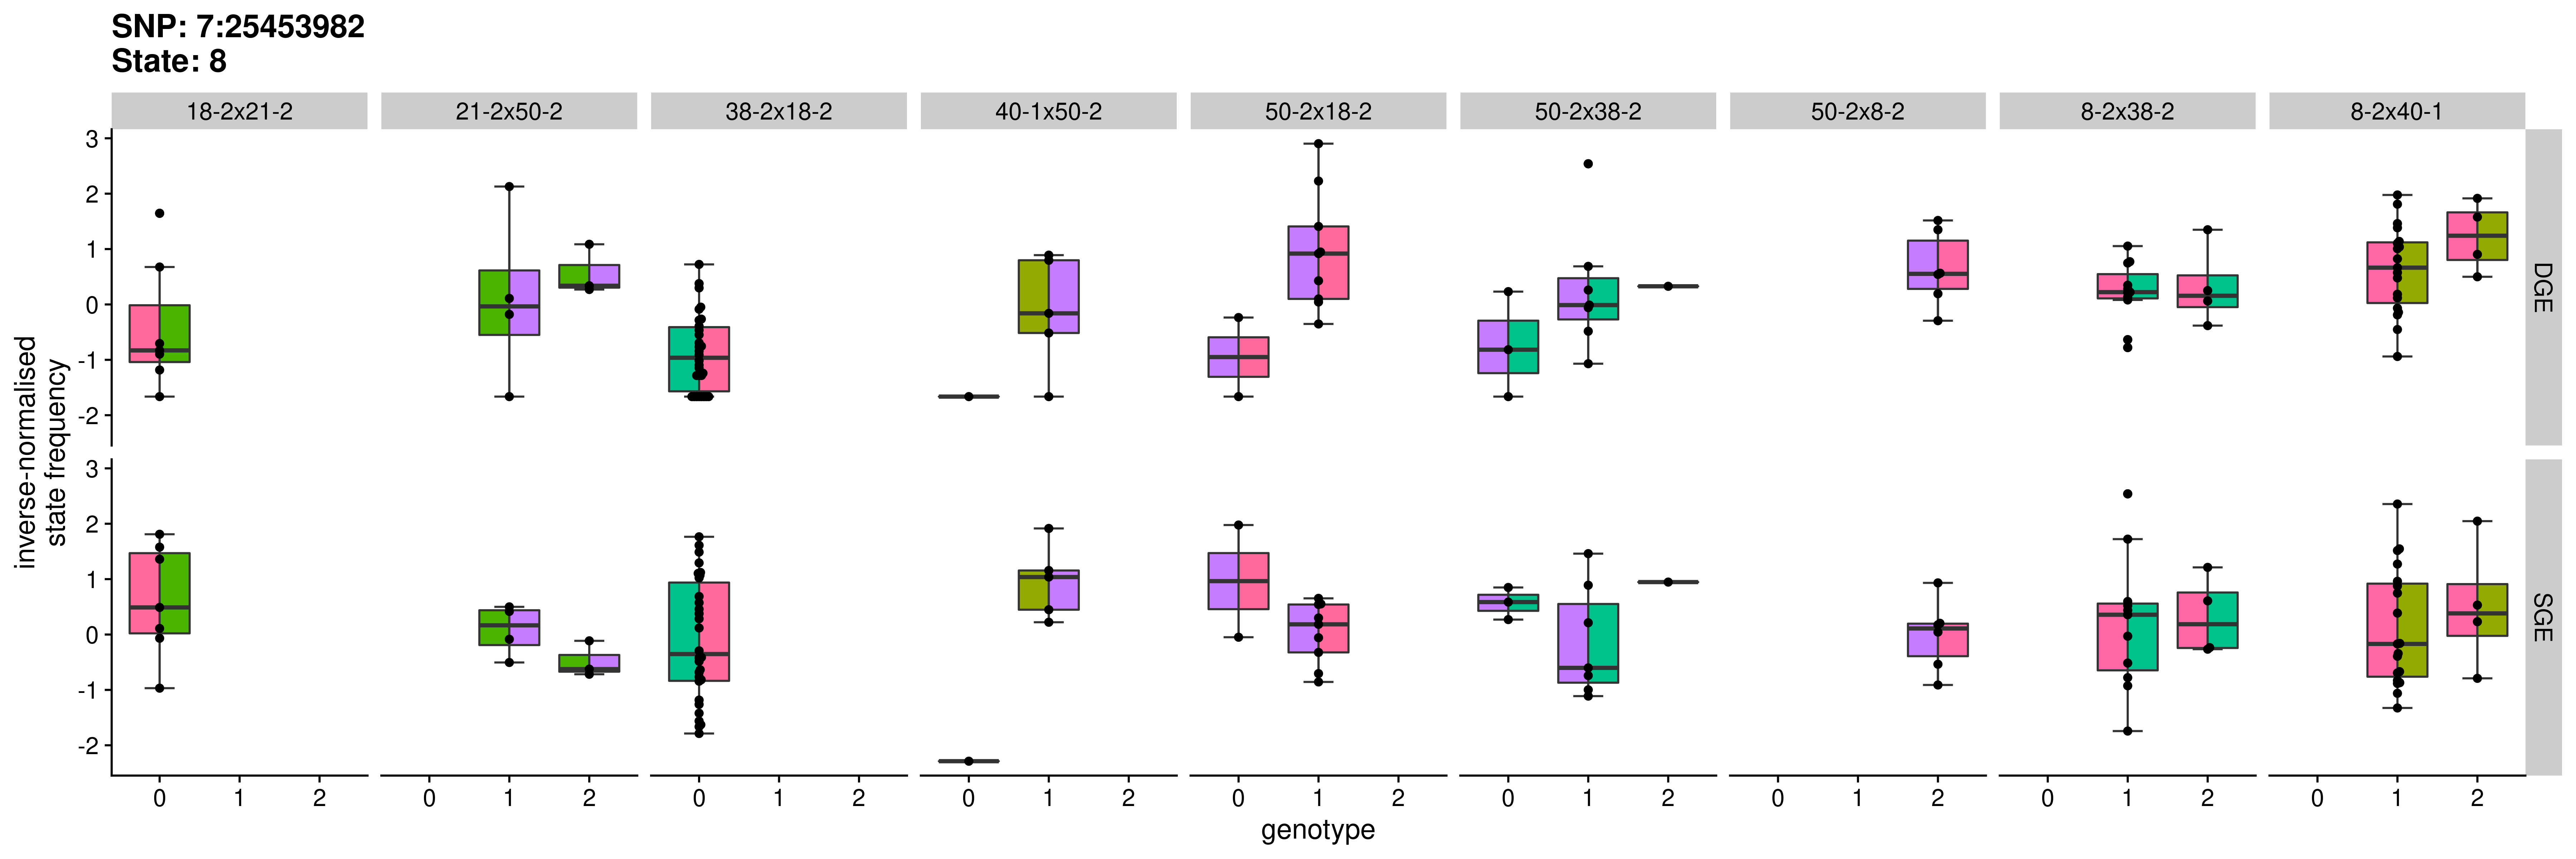 SNP: 7:25453982
State: 8
18-2x21-2 21-2x50-2 38-2x18-2 40-1x50-2 50-2x18-2 50-2x38-2 50-2x8-2 8-2x38-2 8-2x40-1
3
2
1
0
-1
-2
DGE
3
2
1
0
-1
-2
SGE
inverse-normalised
state frequency
0 1 2 0 1 2 0 1 2 0 1 2 0 1 2 0 1 2 0 1 2 0 1 2 0 1 2
genotype